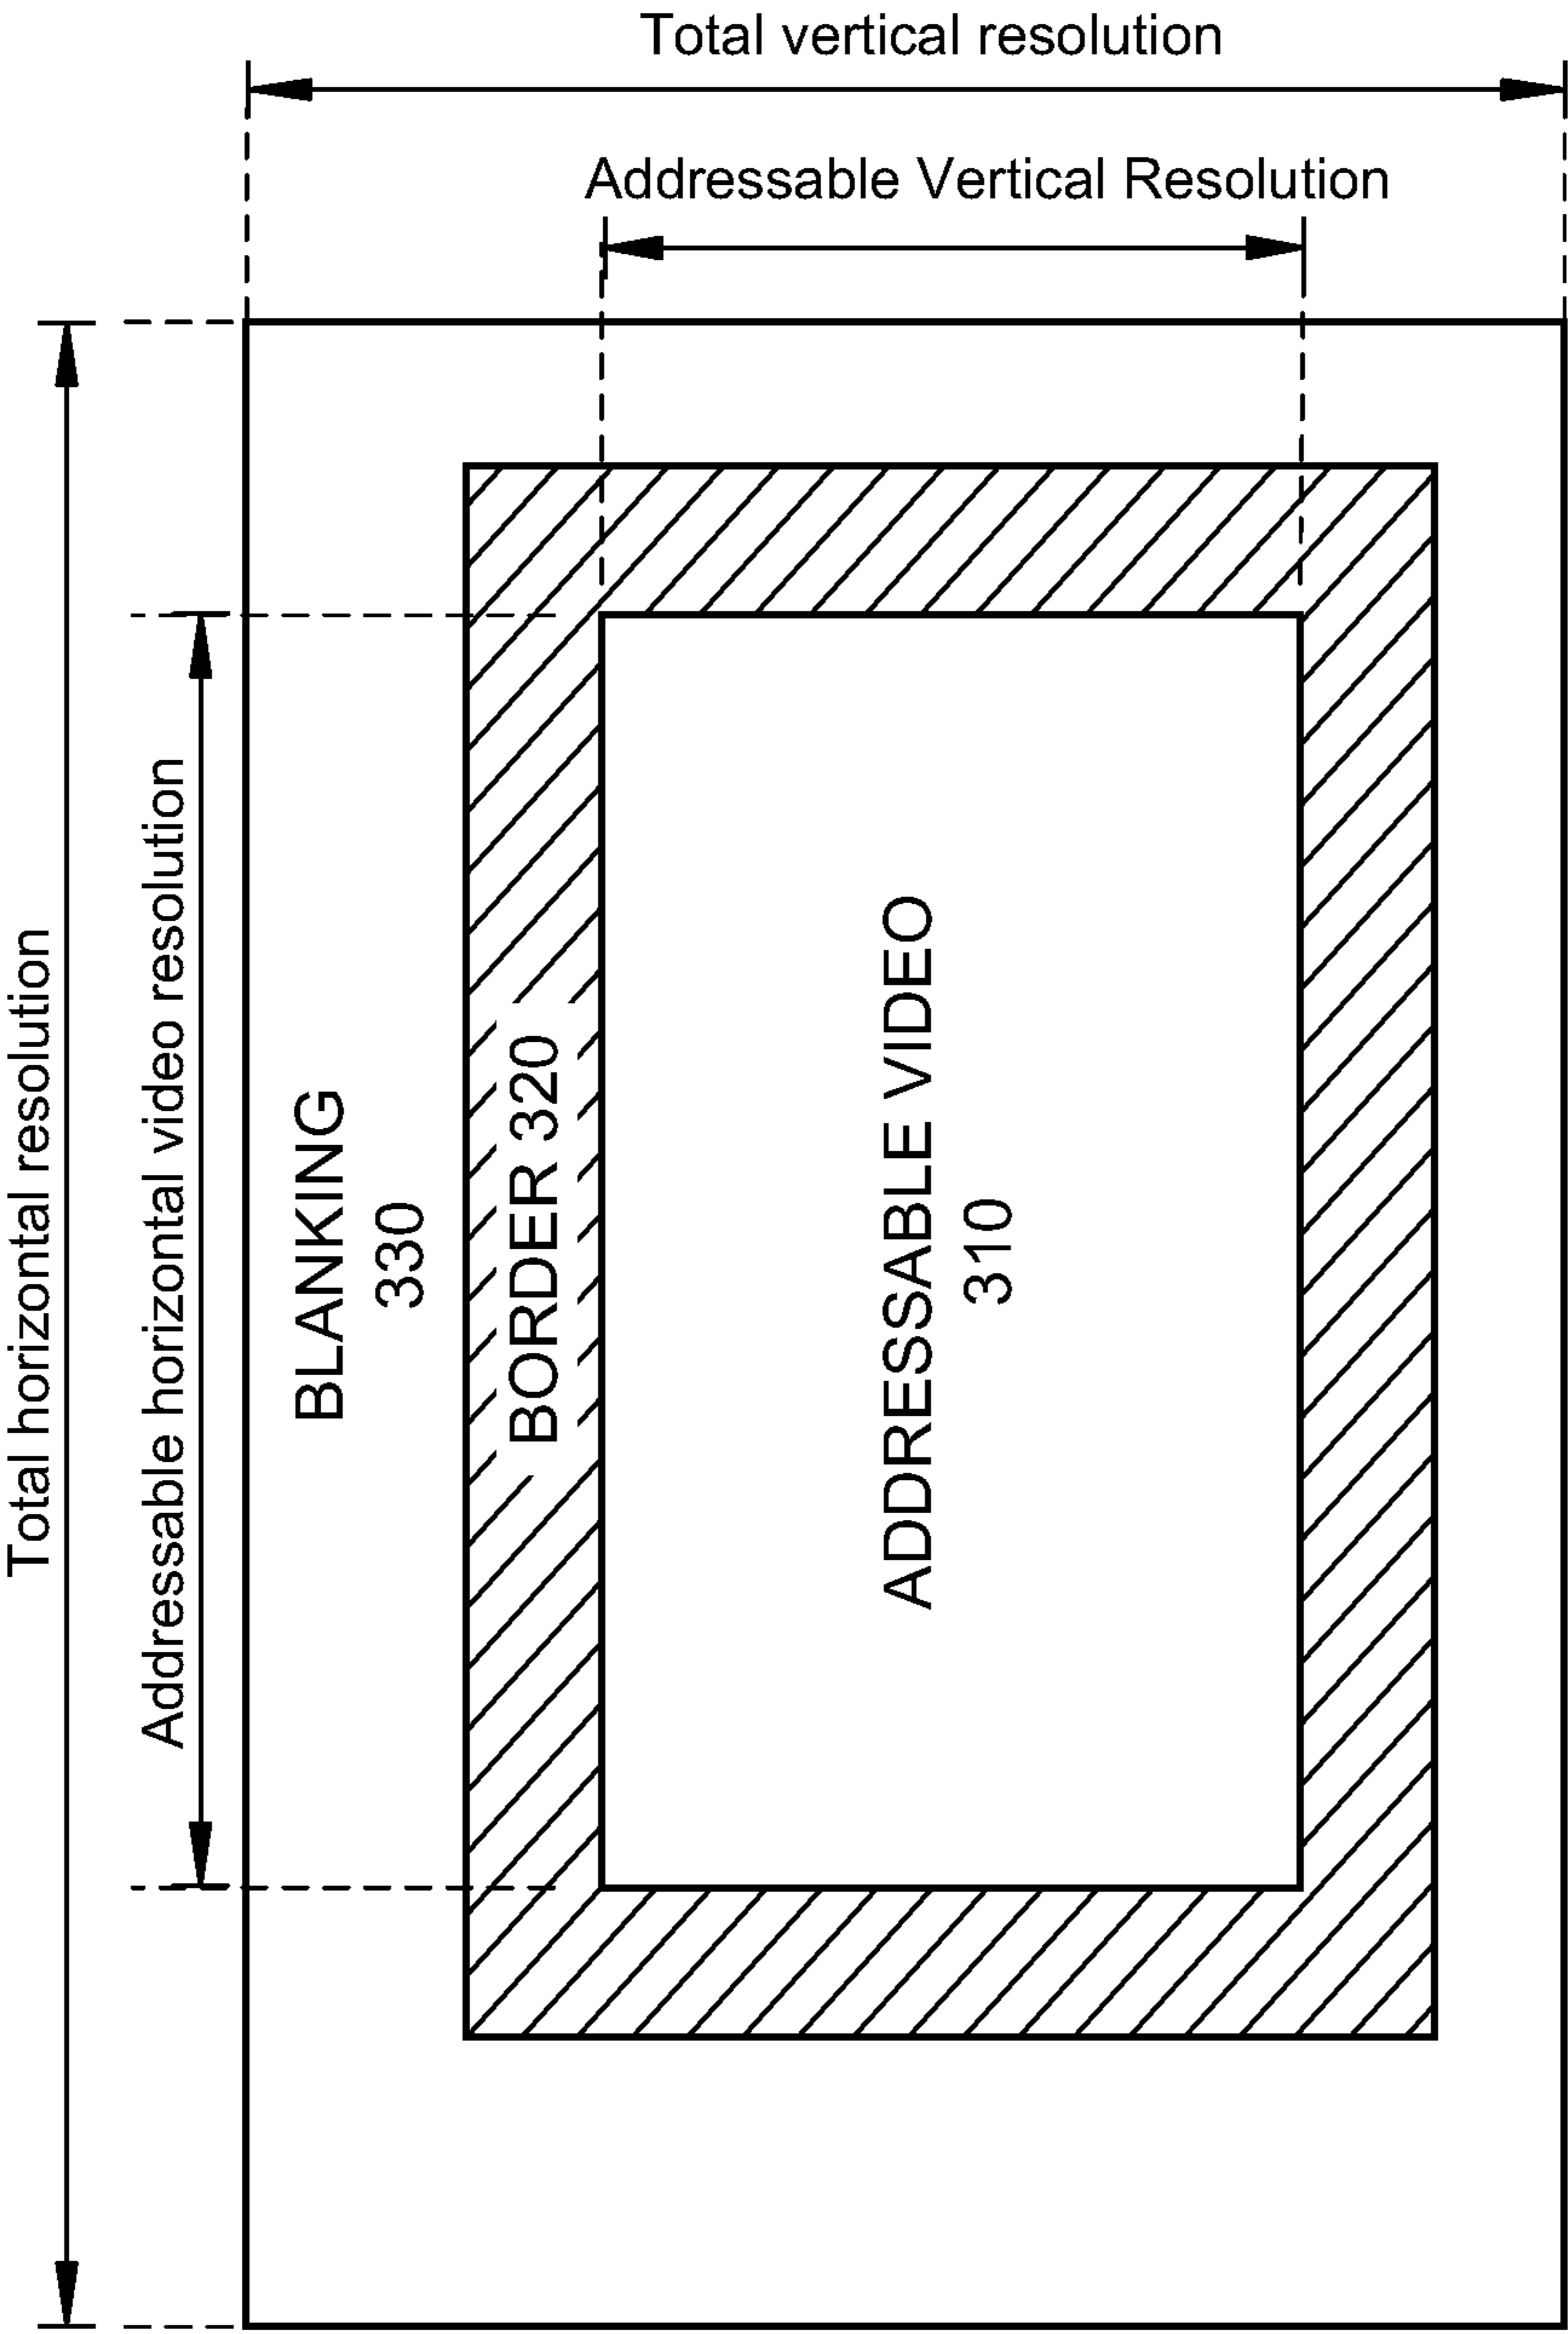 Total vertical resolution
Addressable Vertical Resolution
Total horizontal resolution
Addressable horizontal video resolution
BLANKING
330
BORDER 320
ADDRESSABLE VIDEO
310